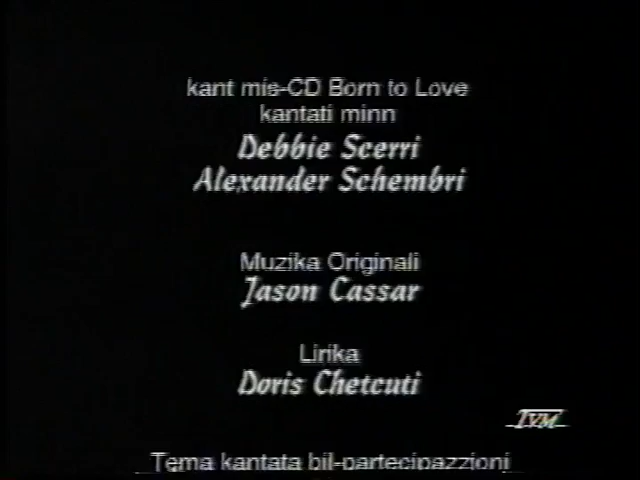 kant mis-CD Born to Love
kantati minn
Debbie Scerri
Alexander Schembri
Muzika Originali
Jason Cassar
Lirika
Doris Chetcuti
TVM
Tema kantata bil-partecipazzioni